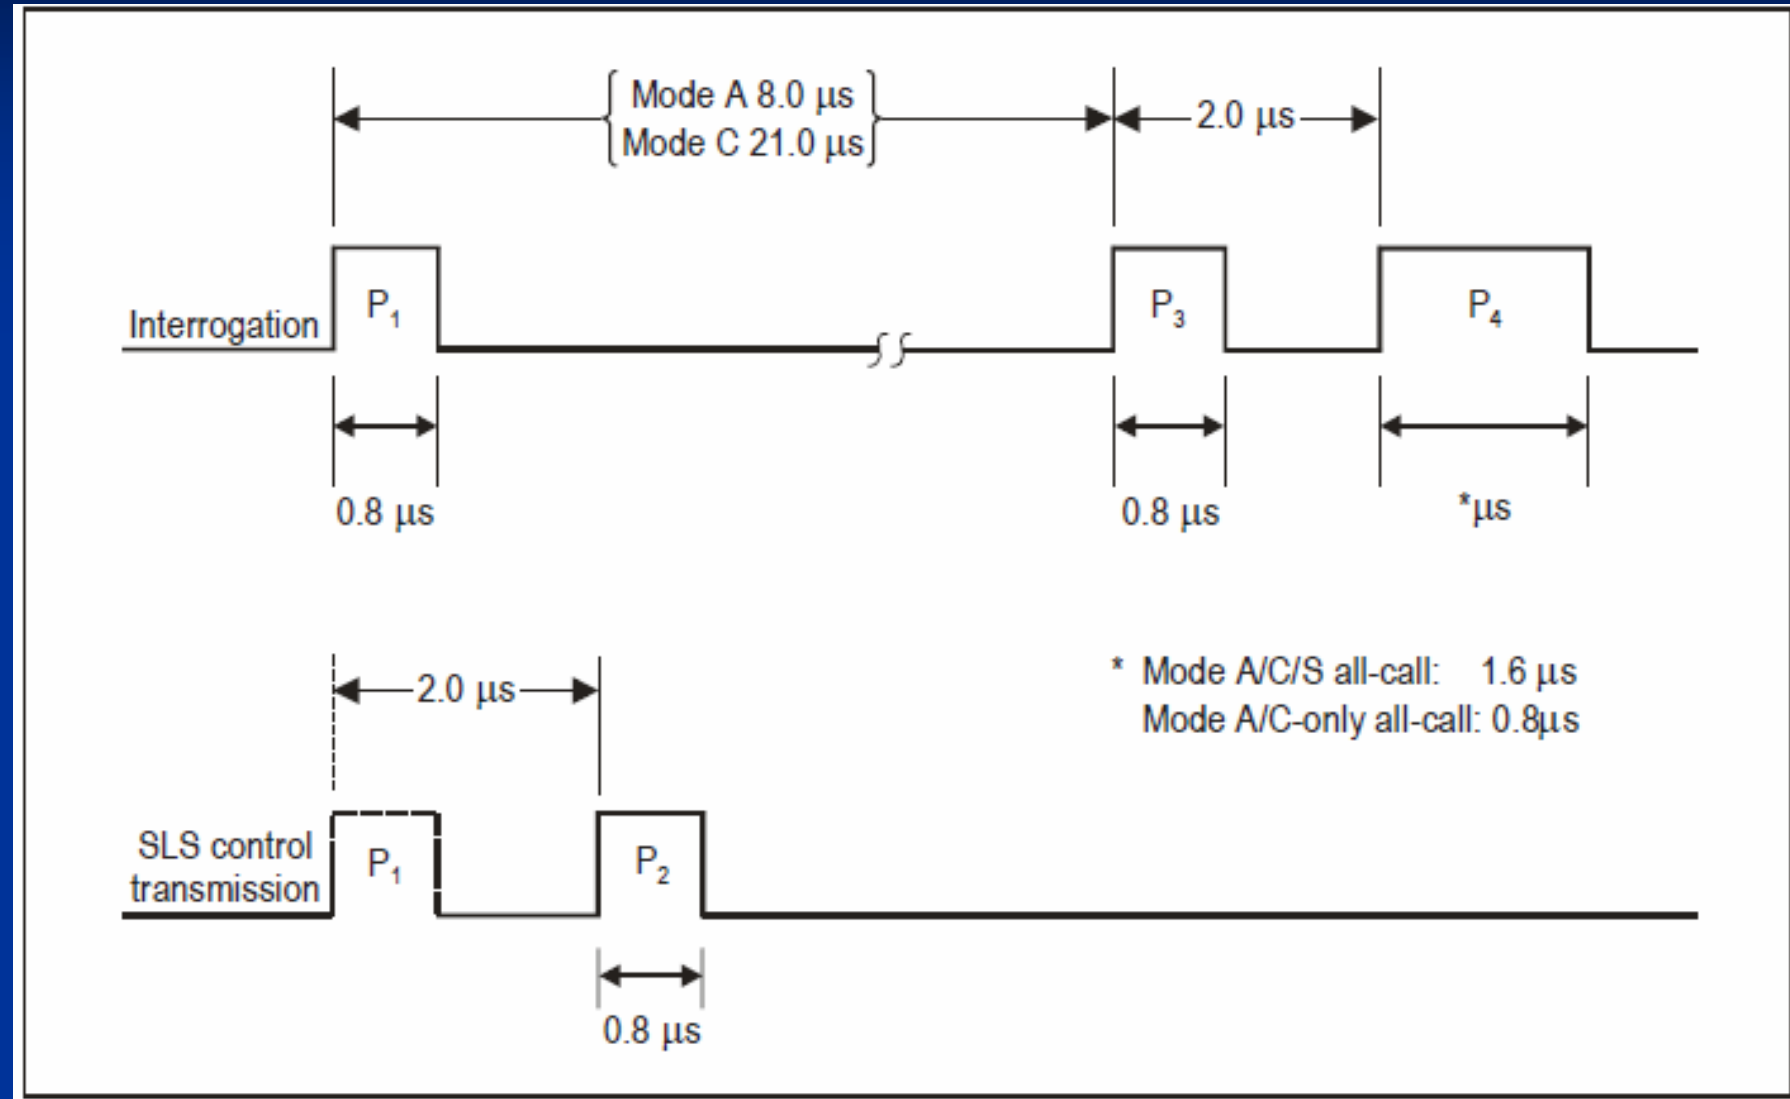 Mode A 8.0 μs
Mode C 21.0 μs
2.0 μs
Interrogation
P1
P3
P4
0.8 μs
0.8 μs
*μs
2.0 μs
* Mode A/C/S all-call: 1.6 μs
Mode A/C-only all-call: 0.8μs
SLS control
transmission
P1
P2
0.8 μs